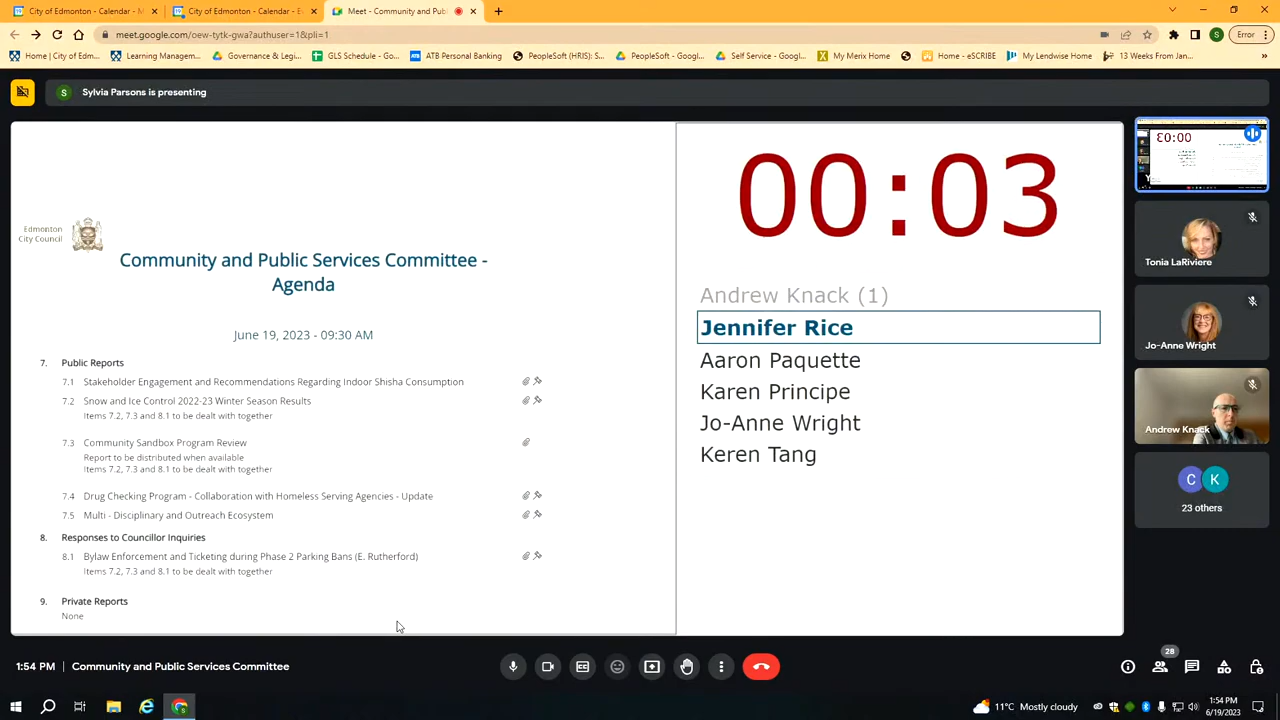 City of Edmonton - Calendar - M
City of Edmonton - Calendar - E
Meet - Community and Publ
meet.google.com/oew-tytk-gwa?authuser=1&pli=1
Error
Home | City of Edm...
Learning Managem...
Governance & Legi...
GLS Schedule - Go...
ATB Personal Banking
PeopleSoft (HRIS): S...
PeopleSoft - Googl...
Self Service - Googl...
My Merix Home
Home - eSCRIBE
My Lendwise Home
13 Weeks From Jan...
S
Sylvia Parsons is presenting
Edmonton
City Council
Community and Public Services Committee -
Agenda
June 19, 2023 - 09:30 AM
7. Public Reports
7.1 Stakeholder Engagement and Recommendations Regarding Indoor Shisha Consumption
7.2 Snow and Ice Control 2022-23 Winter Season Results
Items 7.2, 7.3 and 8.1 to be dealt with together
7.3 Community Sandbox Program Review
Report to be distributed when available
Items 7.2, 7.3 and 8.1 to be dealt with together
7.4 Drug Checking Program - Collaboration with Homeless Serving Agencies - Update
7.5 Multi - Disciplinary and Outreach Ecosystem
8. Responses to Councillor Inquiries
8.1 Bylaw Enforcement and Ticketing during Phase 2 Parking Bans (E. Rutherford)
Items 7.2, 7.3 and 8.1 to be dealt with together
9. Private Reports
None
00:03
Andrew Knack (1)
Jennifer Rice
Aaron Paquette
Karen Principe
Jo-Anne Wright
Keren Tang
Tonia LaRiviere
Jo-Anne Wright
Andrew Knack
C K
23 others
1:54 PM | Community and Public Services Committee
28
11°C Mostly cloudy
1:54 PM
6/19/2023